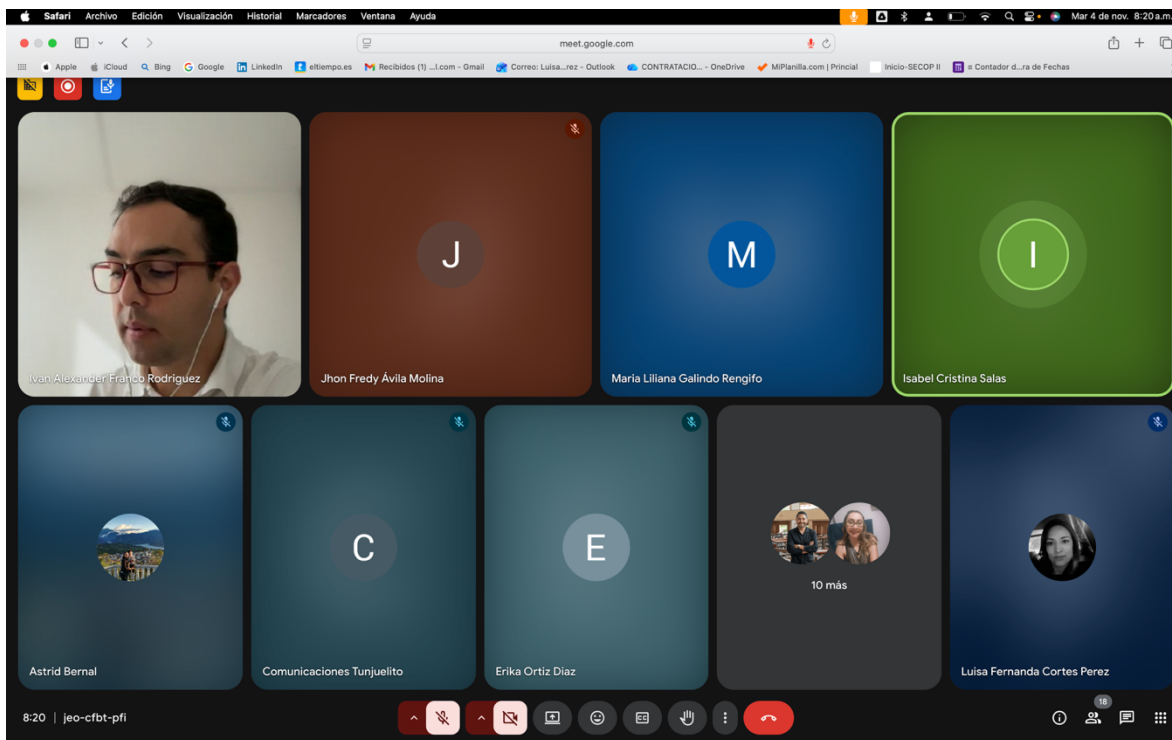 Safari Archivo Edición Visualización Historial Marcadores Ventana Ayuda Mar 4 de nov. 8:20 a.m.
meet.google.com
Apple iCloud Bing Google LinkedIn eltiempo.es Recibidos (1) ...l.com - Gmail Correo: Luisa...rez - Outlook CONTRATACIO... - OneDrive MiPlanilla.com | Princial Inicio-SECOP II = Contador d...ra de Fechas
J
M
I
Ivan Alexander Franco Rodriguez
Jhon Fredy Ávila Molina
Maria Liliana Galindo Rengifo
Isabel Cristina Salas
C
E
10 más
Astrid Bernal
Comunicaciones Tunjuelito
Erika Ortiz Diaz
Luisa Fernanda Cortes Perez
8:20 | jeo-cfbt-pfi
CC
18